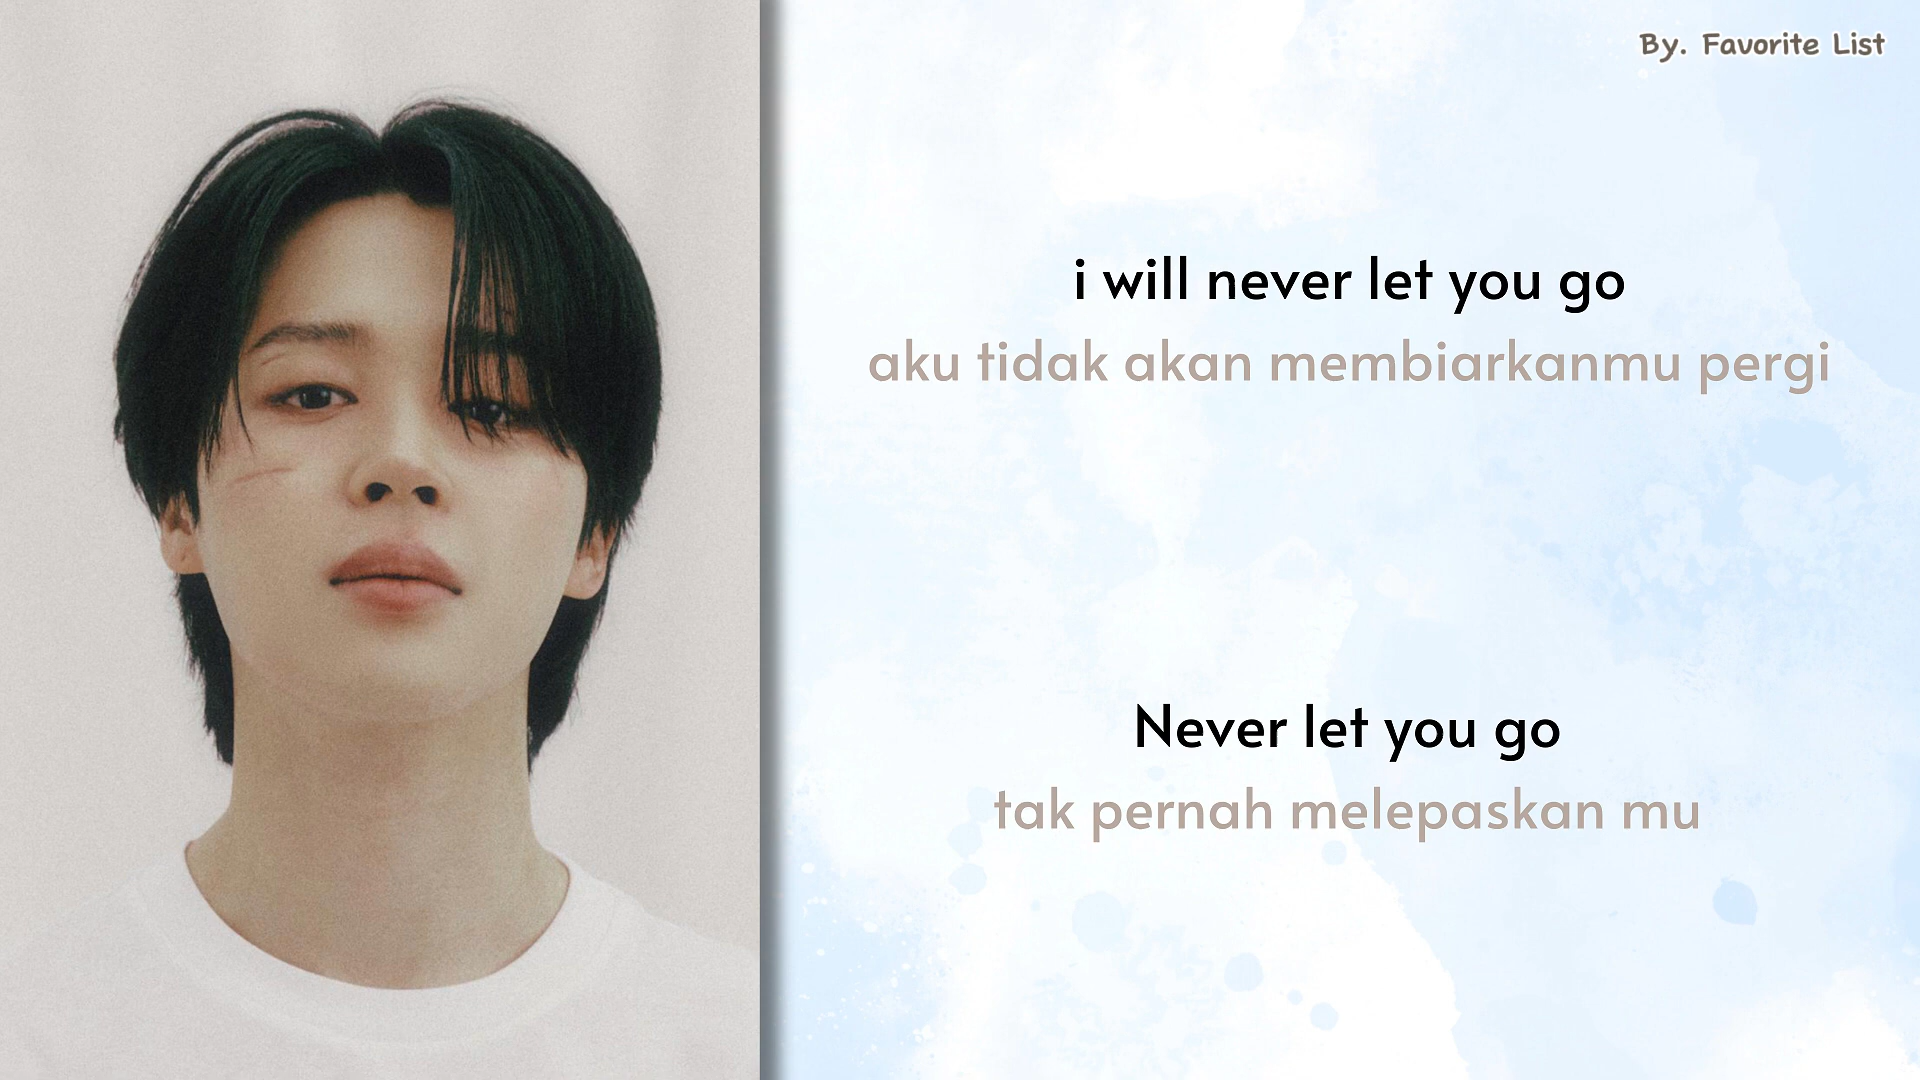 By. Favorite List
i will never let you go
aku tidak akan membiarkanmu pergi
Never let you go
tak pernah melepaskan mu